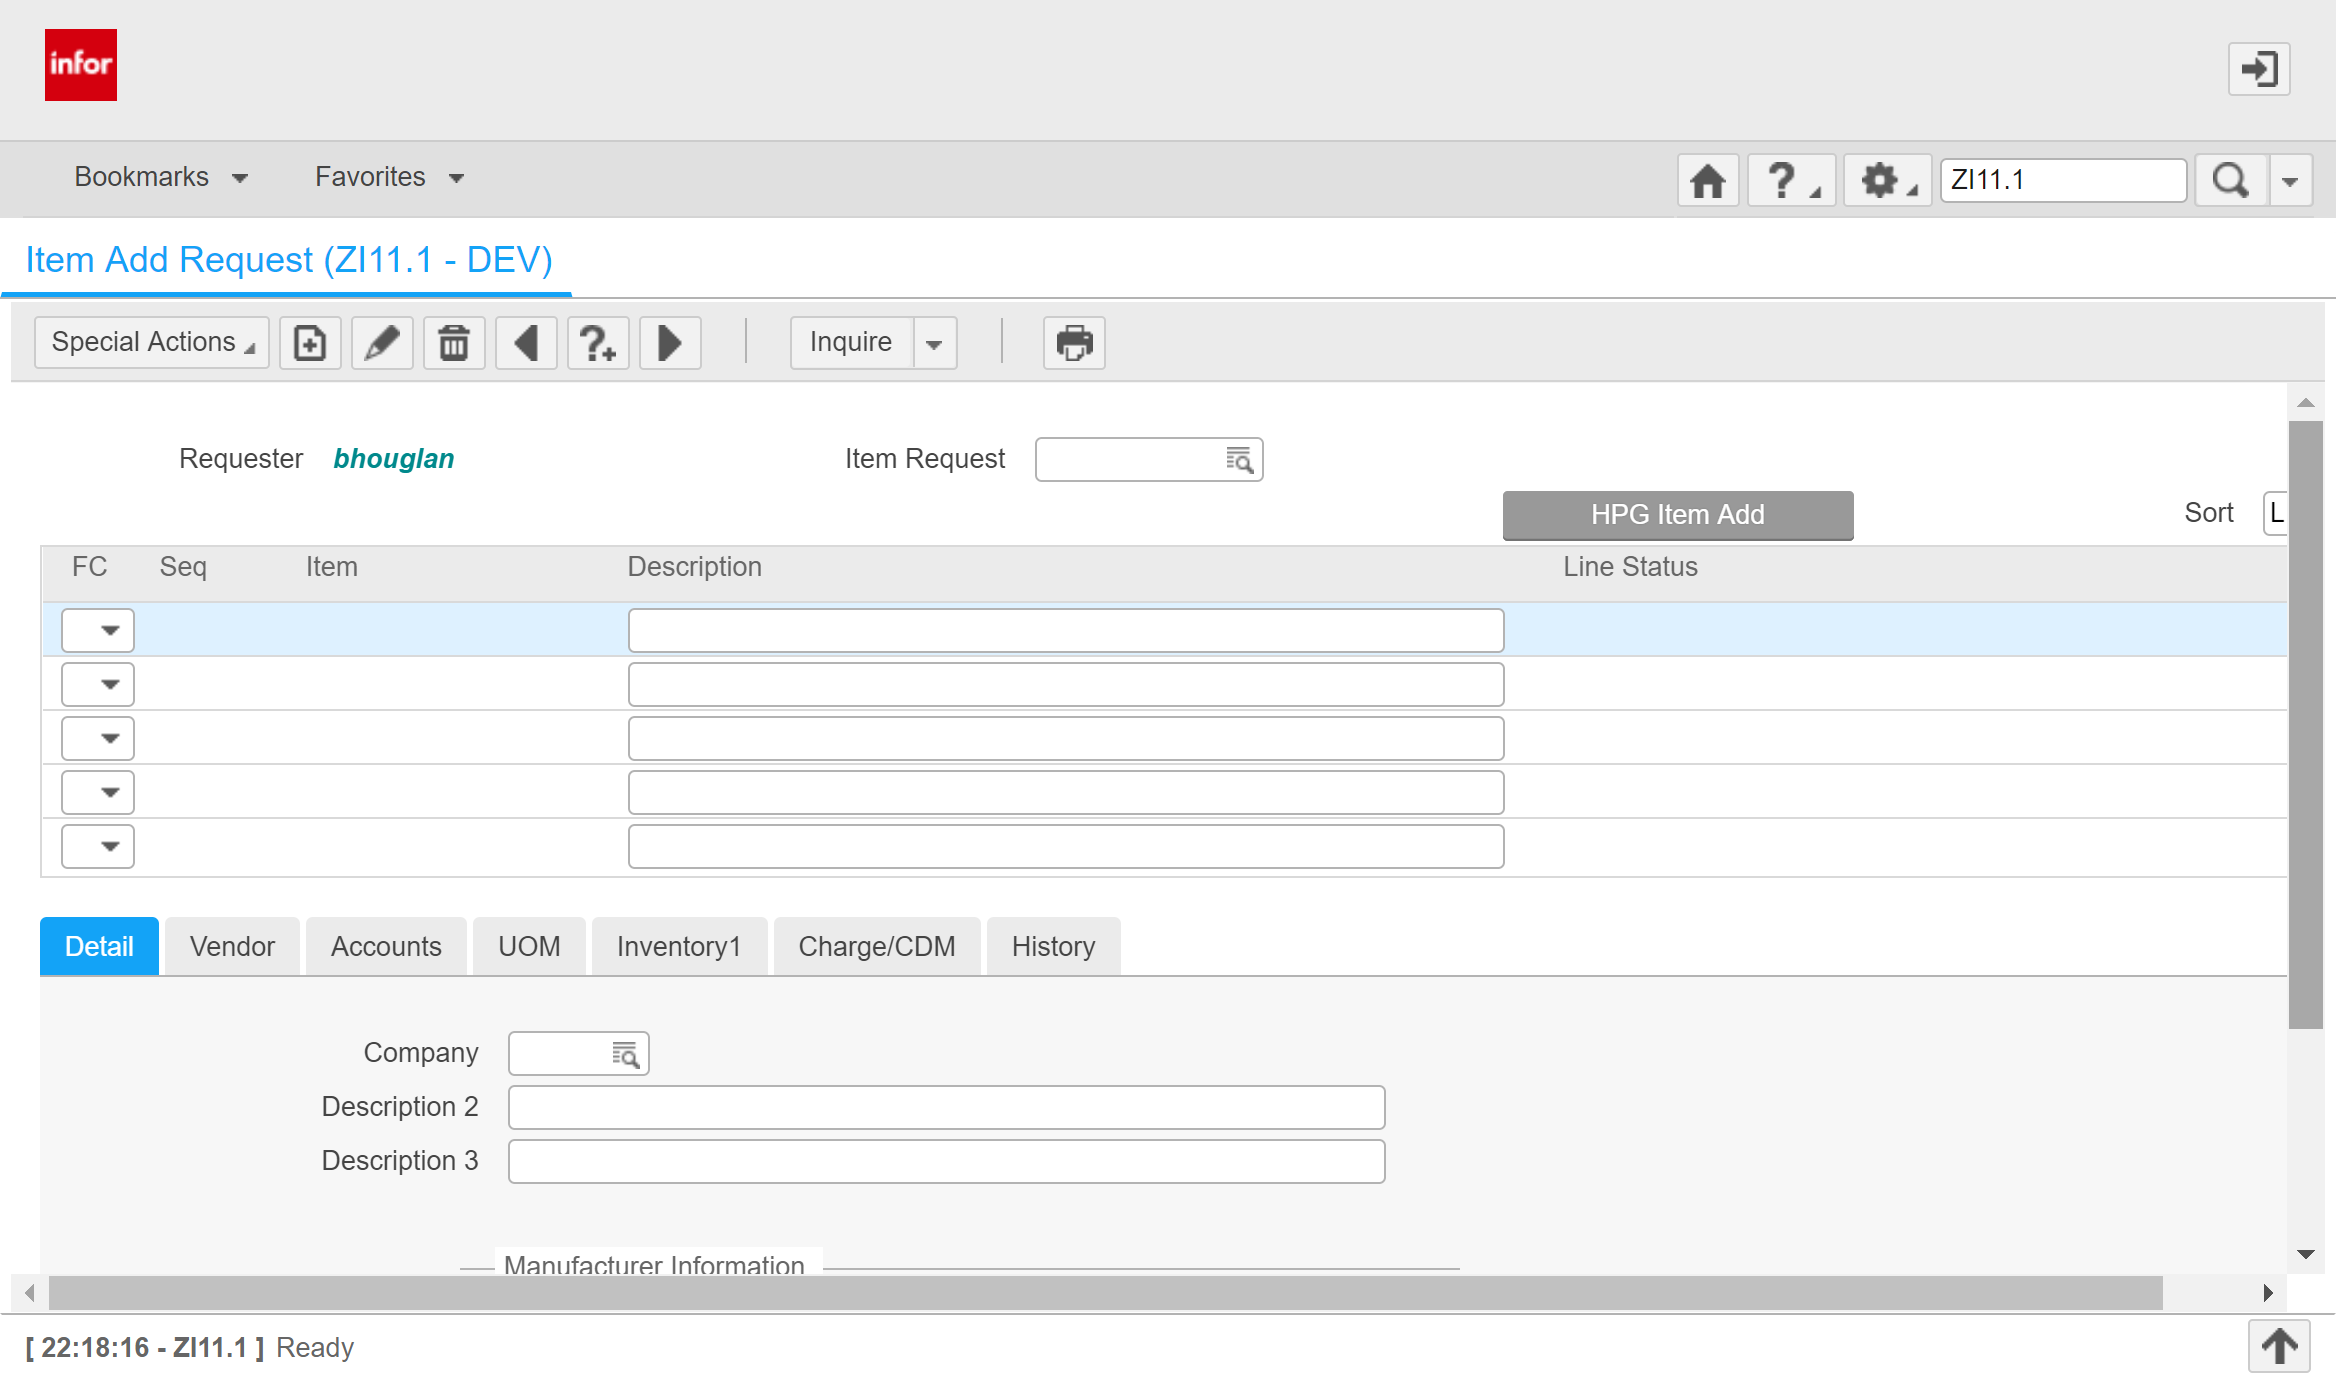 infor
Bookmarks Favorites ZI11.1
Item Add Request (ZI11.1 - DEV)
Special Actions Inquire
Requester bhouglan Item Request
HPG Item Add Sort L
FC Seq Item Description Line Status
Detail Vendor Accounts UOM Inventory1 Charge/CDM History
Company
Description 2
Description 3
Manufacturer Information
[ 22:18:16 - ZI11.1 ] Ready